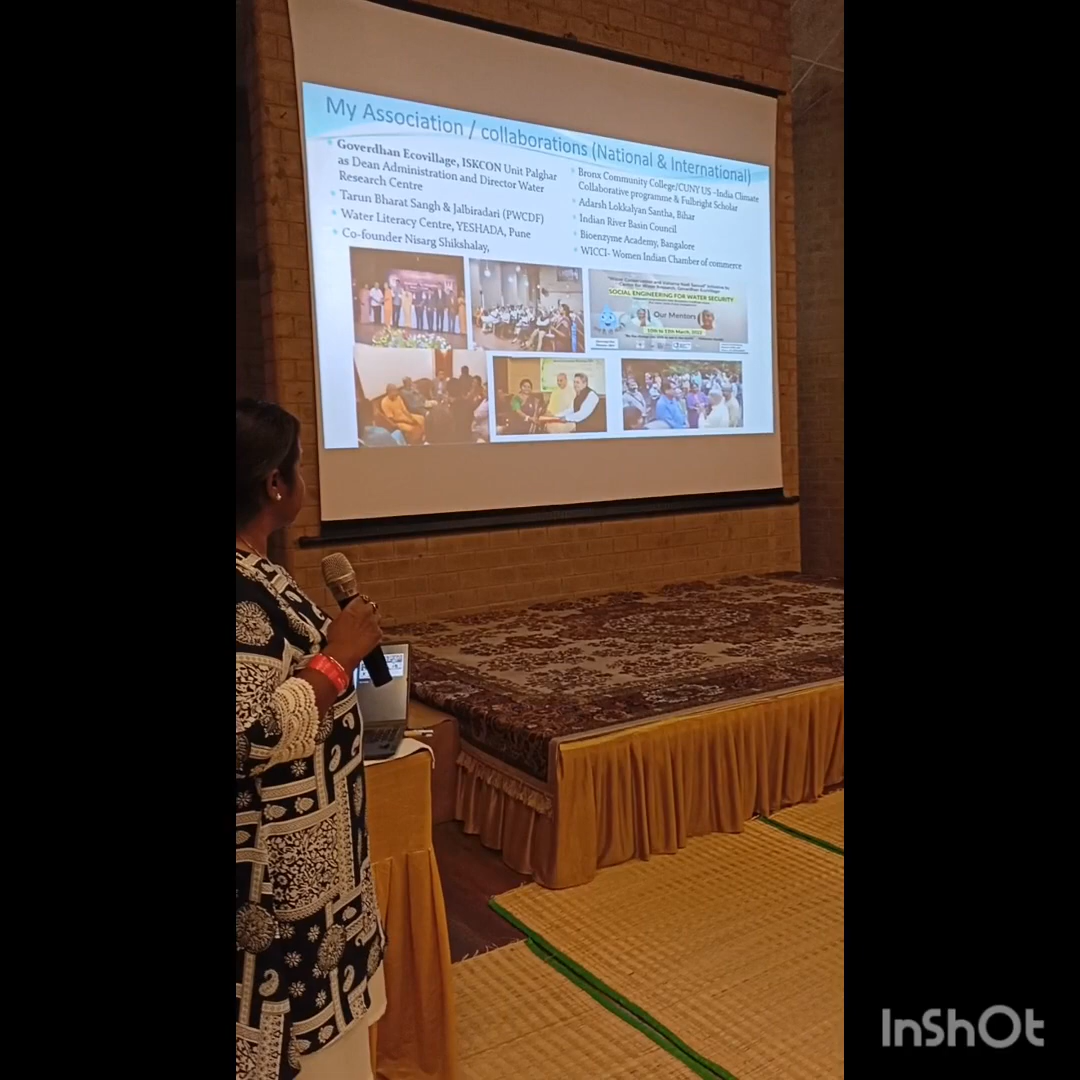 My Association / collaborations (National & International)
Goverdhan Ecovillage, ISKCON Unit Palghar
as Dean Administration and Director Water
Research Centre
Tarun Bharat Sangh & Jalbiradari (PWCDF)
Water Literacy Centre, YESHADA, Pune
Co-founder Nisarg Shikshalay,
Bronx Community College/CUNY US -India Climate
Collaborative programme & Fulbright Scholar
Adarsh Lokkalyan Santha, Bihar
Indian River Basin Council
Bioenzyme Academy, Bangalore
WICCI- Women Indian Chamber of commerce
SOCIAL ENGINEERING FOR WATER SECURITY
Our Mentors
InShOt